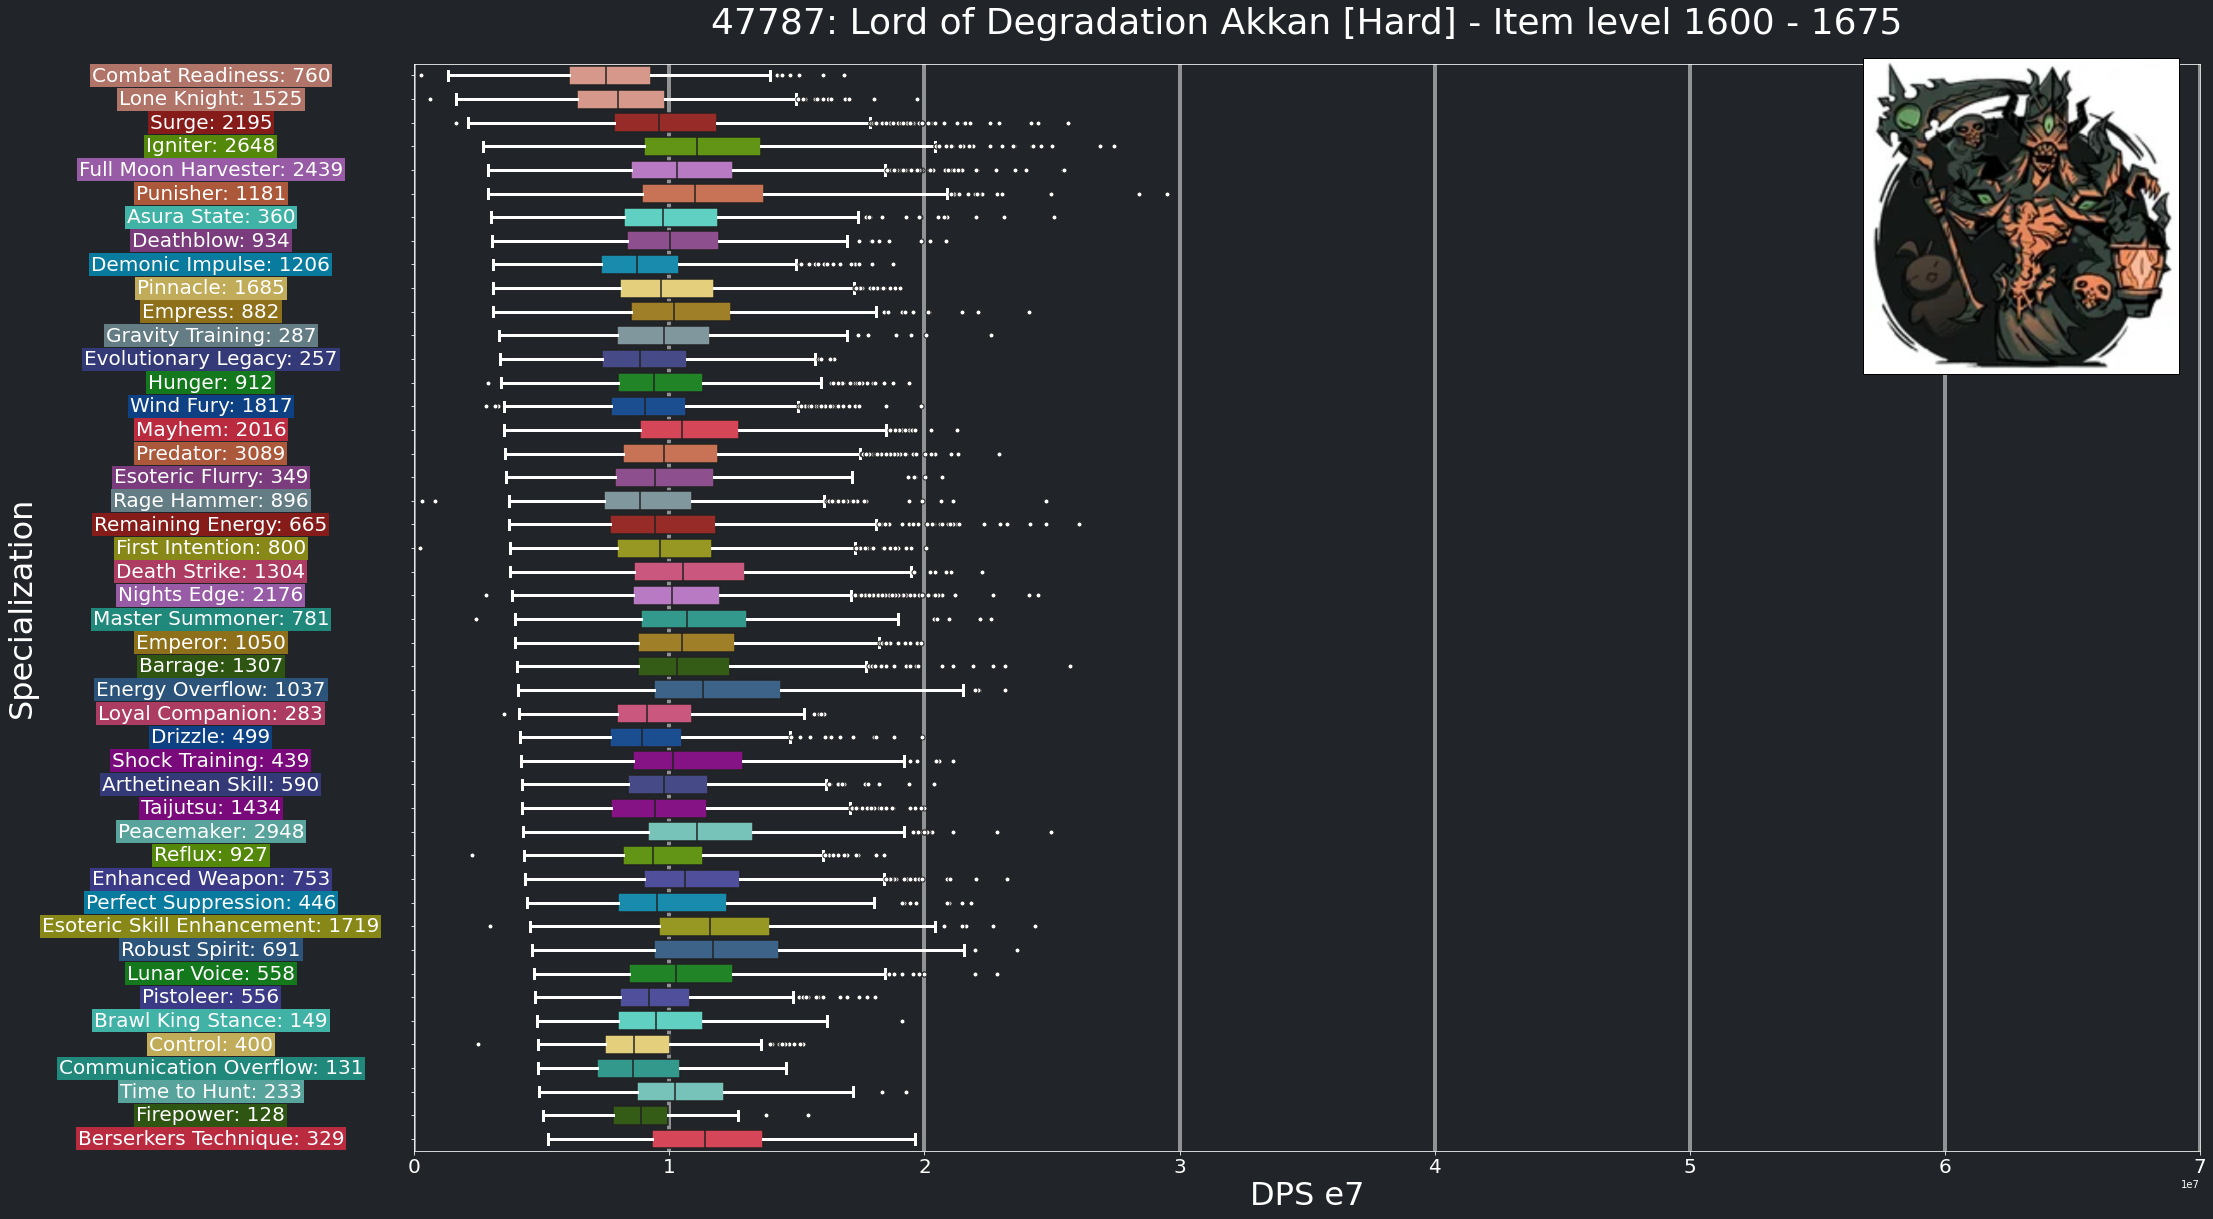 47787: Lord of Degradation Akkan [Hard] - Item level 1600 - 1675
Combat Readiness: 760
Lone Knight: 1525
Surge: 2195
Igniter: 2648
Full Moon Harvester: 2439
Punisher: 1181
Asura State: 360
Deathblow: 934
Demonic Impulse: 1206
Pinnacle: 1685
Empress: 882
Gravity Training: 287
Evolutionary Legacy: 257
Hunger: 912
Wind Fury: 1817
Mayhem: 2016
Predator: 3089
Esoteric Flurry: 349
Rage Hammer: 896
Remaining Energy: 665
First Intention: 800
Death Strike: 1304
Nights Edge: 2176
Master Summoner: 781
Emperor: 1050
Barrage: 1307
Energy Overflow: 1037
Loyal Companion: 283
Drizzle: 499
Shock Training: 439
Arthetinean Skill: 590
Taijutsu: 1434
Peacemaker: 2948
Reflux: 927
Enhanced Weapon: 753
Perfect Suppression: 446
Esoteric Skill Enhancement: 1719
Robust Spirit: 691
Lunar Voice: 558
Pistoleer: 556
Brawl King Stance: 149
Control: 400
Communication Overflow: 131
Time to Hunt: 233
Firepower: 128
Berserkers Technique: 329
Specialization
0 1 2 3 4 5 6 7
1e7
DPS e7